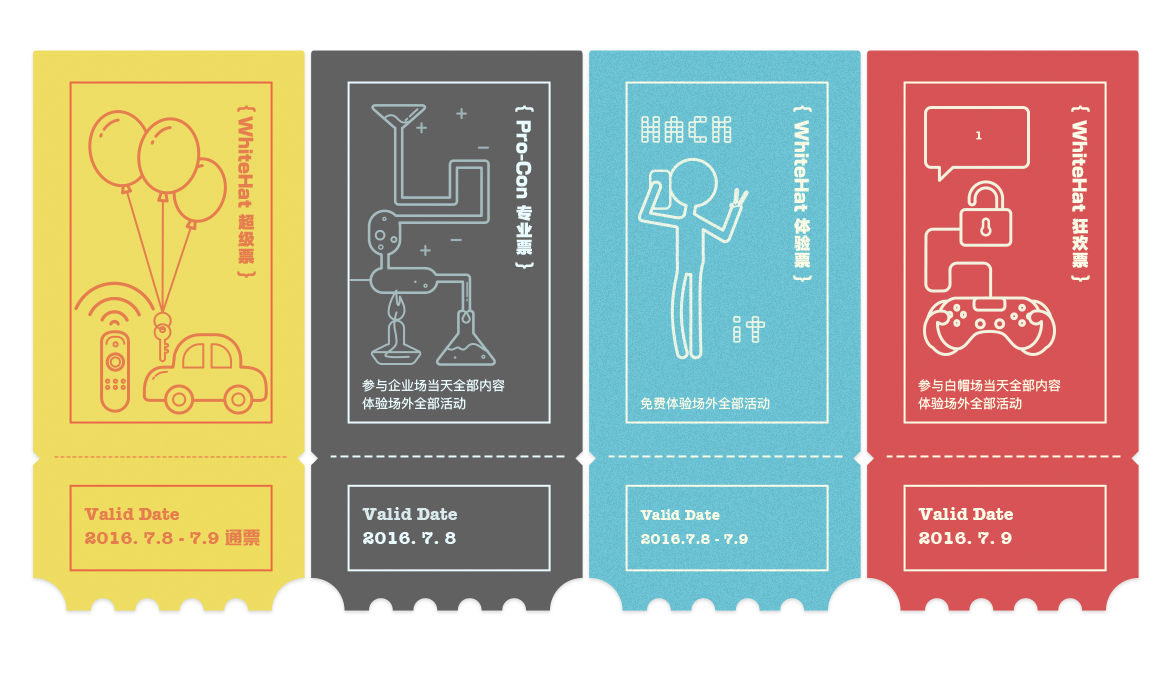 { WhiteHat 超级票 }
Valid Date
2016. 7.8 - 7.9 通票
{ Pro-Con 专业票 }
参与企业场当天全部内容
体验场外全部活动
Valid Date
2016. 7. 8
HACK
{ WhiteHat 体验票 }
it
免费体验场外全部活动
Valid Date
2016.7.8 - 7.9
1
{ WhiteHat 狂欢票 }
参与白帽场当天全部内容
体验场外全部活动
Valid Date
2016. 7. 9